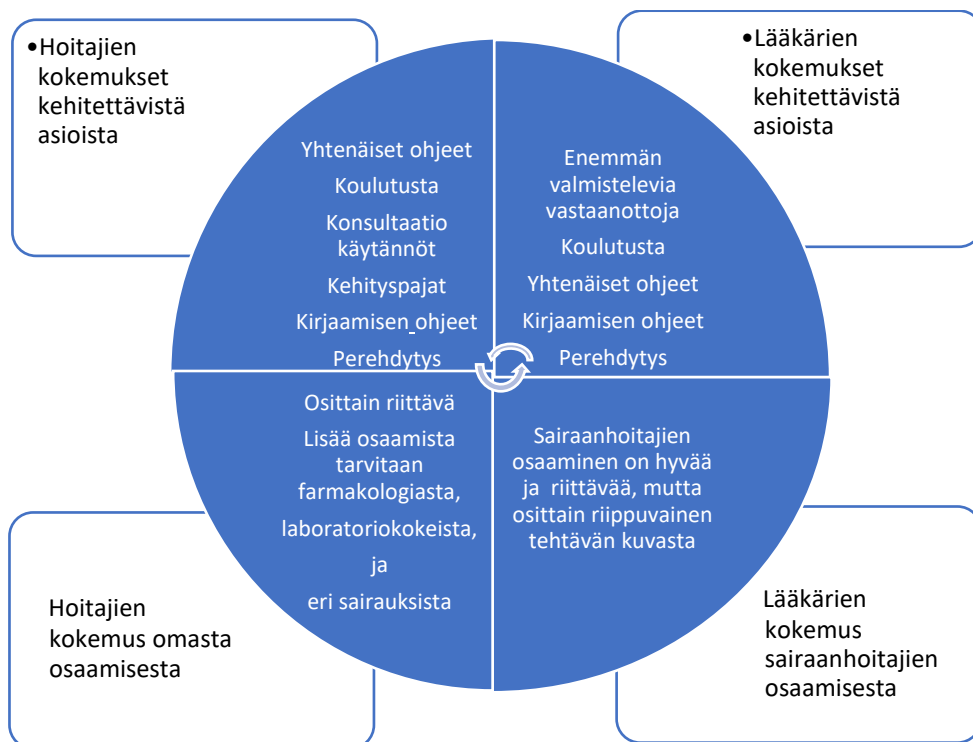 •Hoitajien
kokemukset
kehitettävistä
asioista
Yhtenäiset ohjeet
Koulutusta
Konsultaatio
käytännöt
Kehityspajat
Kirjaamisen ohjeet
Perehdytys
•Lääkärien
kokemukset
kehitettävistä
asioista
Enemmän
valmistelevia
vastaanottoja
Koulutusta
Yhtenäiset ohjeet
Kirjaamisen ohjeet
Perehdytys
Hoitajien
kokemus omasta
osaamisesta
Osittain riittävä
Lisää osaamista
tarvitaan
farmakologiasta,
laboratoriokokeista,
ja
eri sairauksista
Sairaanhoitajien
osaaminen on hyvää
ja riittävää, mutta
osittain riippuvainen
tehtävän kuvasta
Lääkärien
kokemus
sairaanhoitajien
osaamisesta